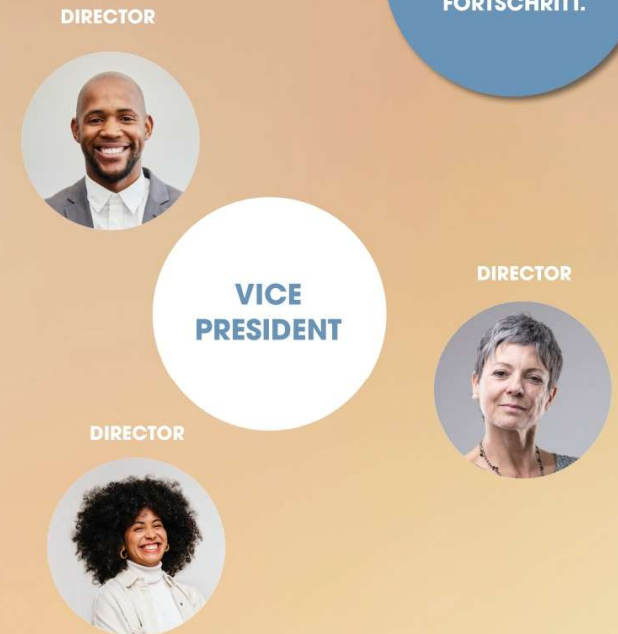 DIRECTOR
FORTSCHRITT.
VICE
PRESIDENT
DIRECTOR
DIRECTOR